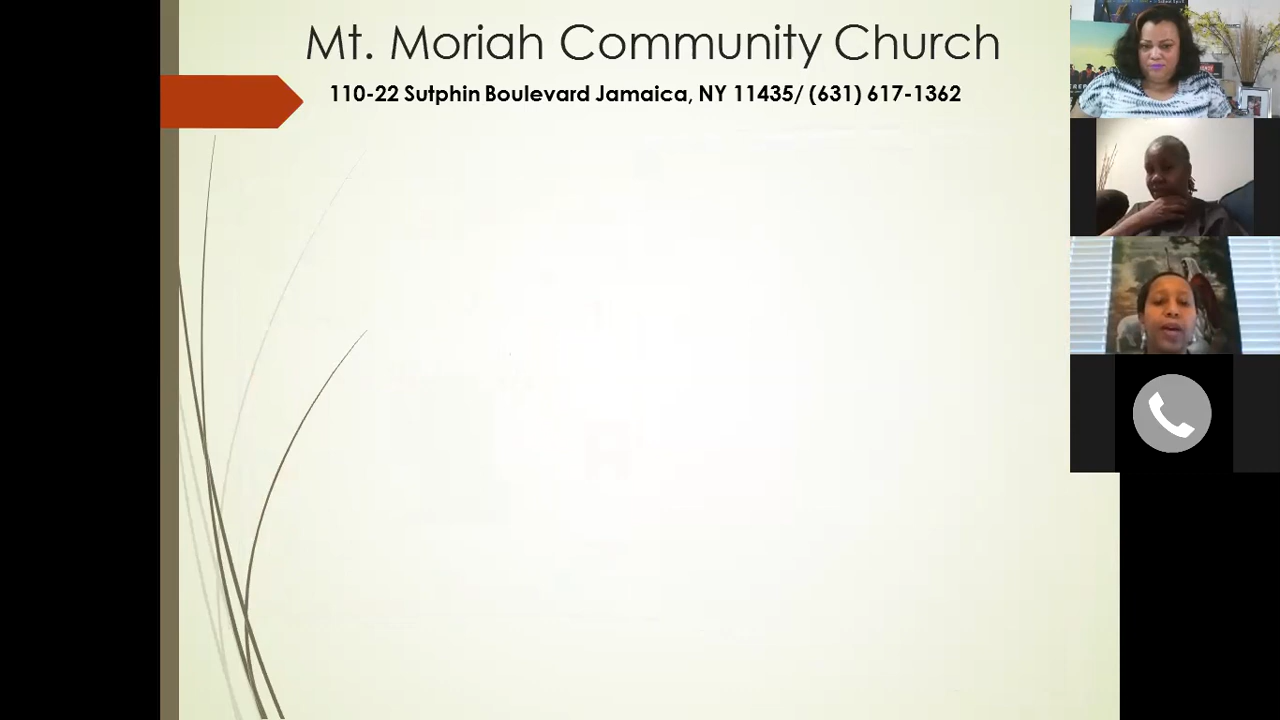 Mt. Moriah Community Church
110-22 Sutphin Boulevard Jamaica, NY 11435/ (631) 617-1362